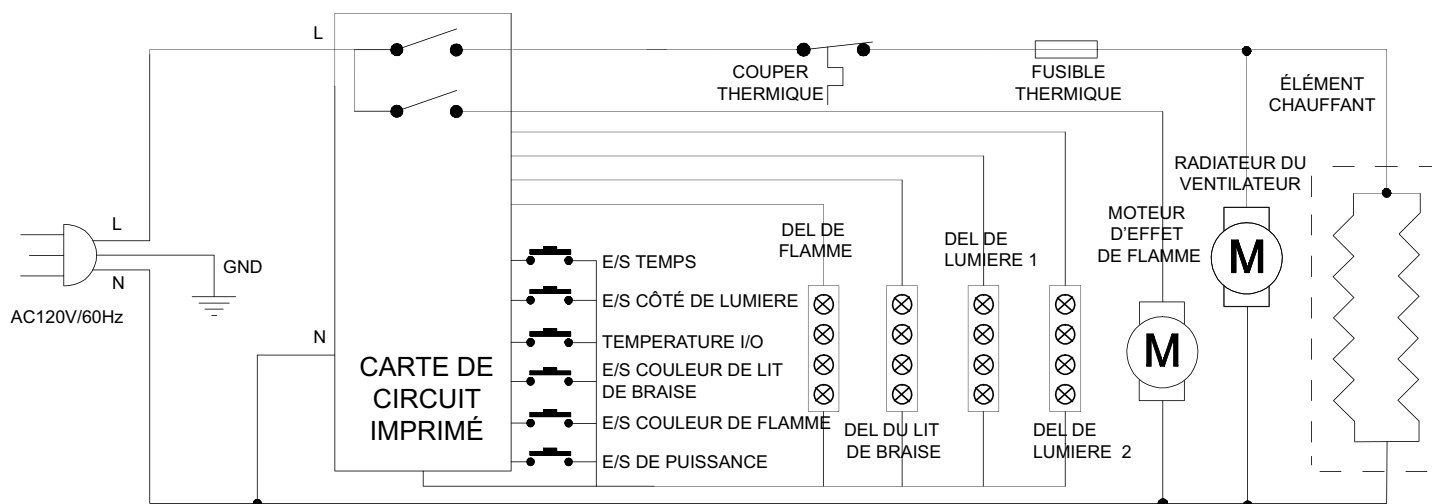 L
COUPER
THERMIQUE
FUSIBLE
THERMIQUE
ÉLÉMENT
CHAUFFANT
RADIATEUR DU
VENTILATEUR
MOTEUR
D'EFFET
DE FLAMME
DEL DE
FLAMME
DEL DE
LUMIERE 1
L
GND
N
AC120V/60Hz
M
M
N
E/S TEMPS
E/S CÔTÉ DE LUMIERE
TEMPERATURE I/O
E/S COULEUR DE LIT
DE BRAISE
E/S COULEUR DE FLAMME
E/S DE PUISSANCE
CARTE DE
CIRCUIT
IMPRIMÉ
DEL DU LIT
DE BRAISE
DEL DE
LUMIERE 2